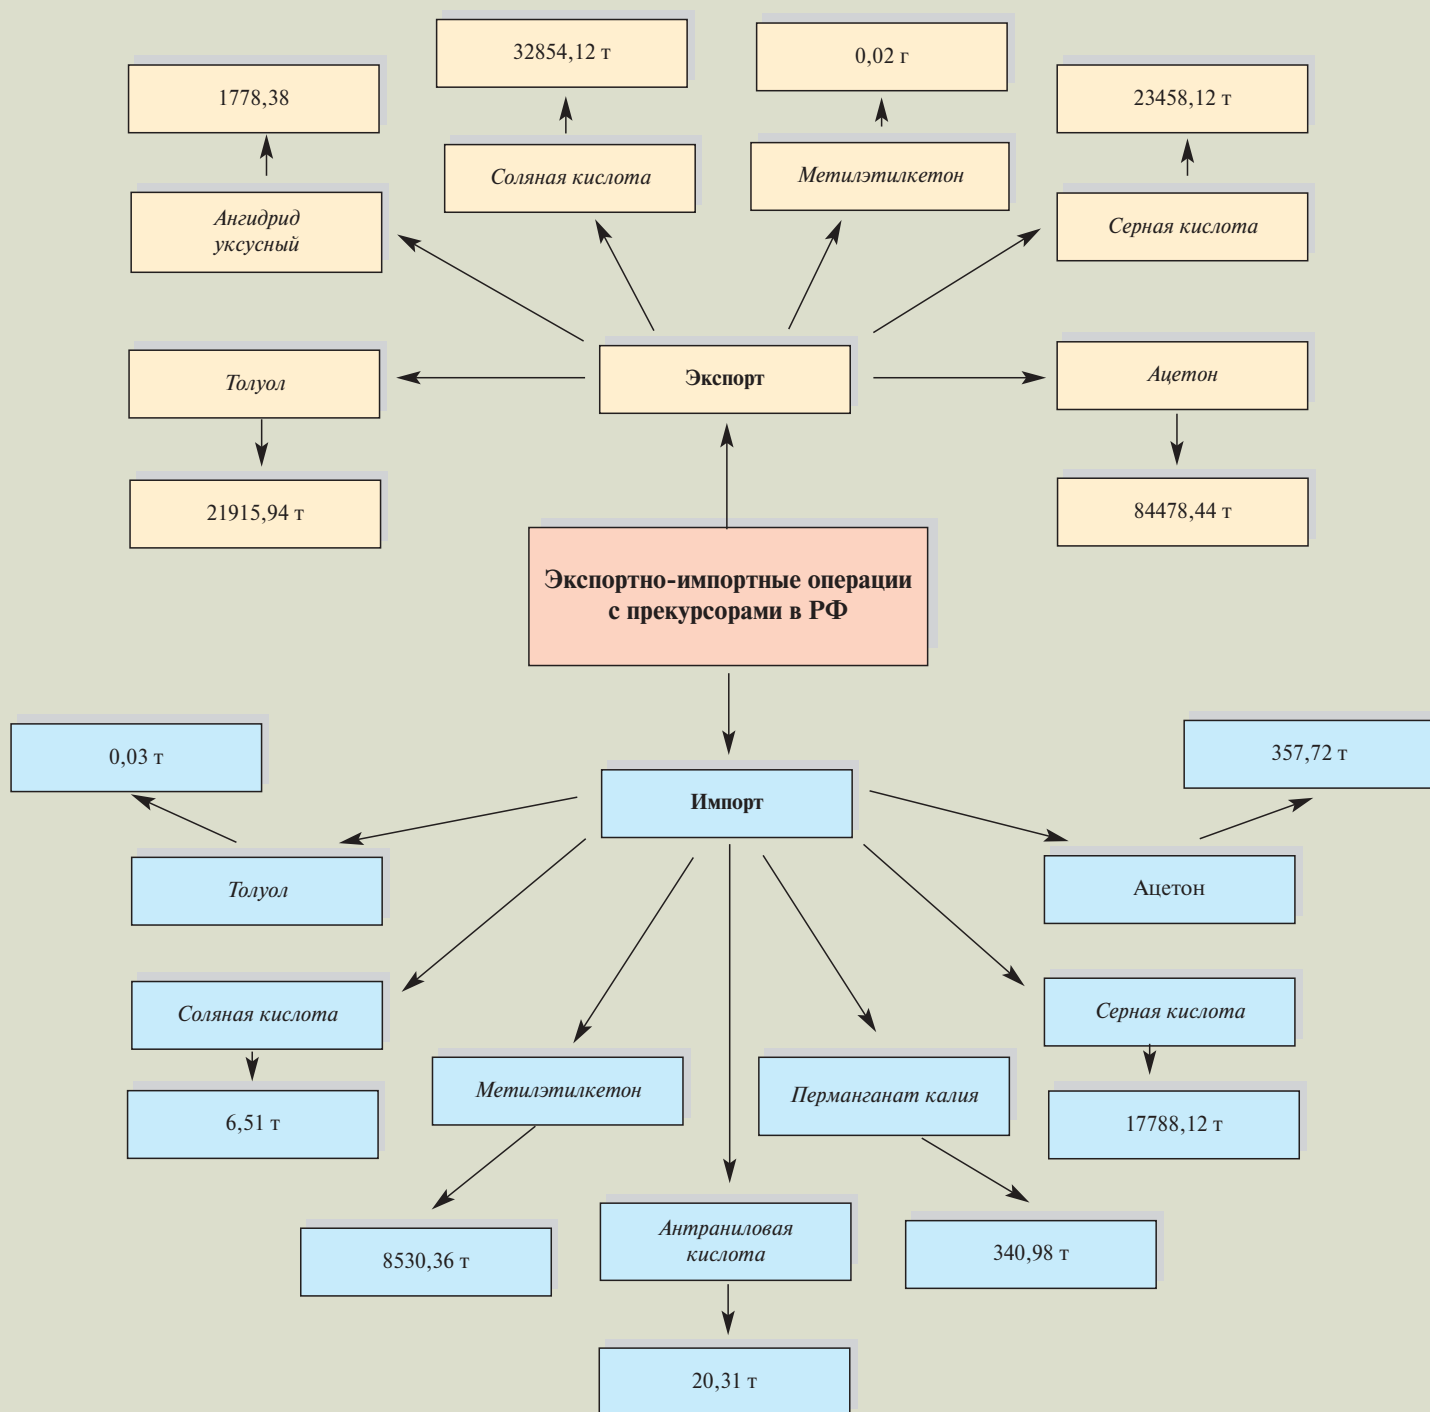 32854,12 т
0,02 г
1778,38
23458,12 т
Соляная кислота
Метилэтилкетон
Ангидрид
уксусный
Серная кислота
Толуол
Экспорт
Ацетон
21915,94 т
84478,44 т
Экспортно-импортные операции
с прекурсорами в РФ
0,03 т
357,72 т
Импорт
Толуол
Ацетон
Соляная кислота
Серная кислота
Метилэтилкетон
Перманганат калия
6,51 т
17788,12 т
Антраниловая
кислота
8530,36 т
340,98 т
20,31 т